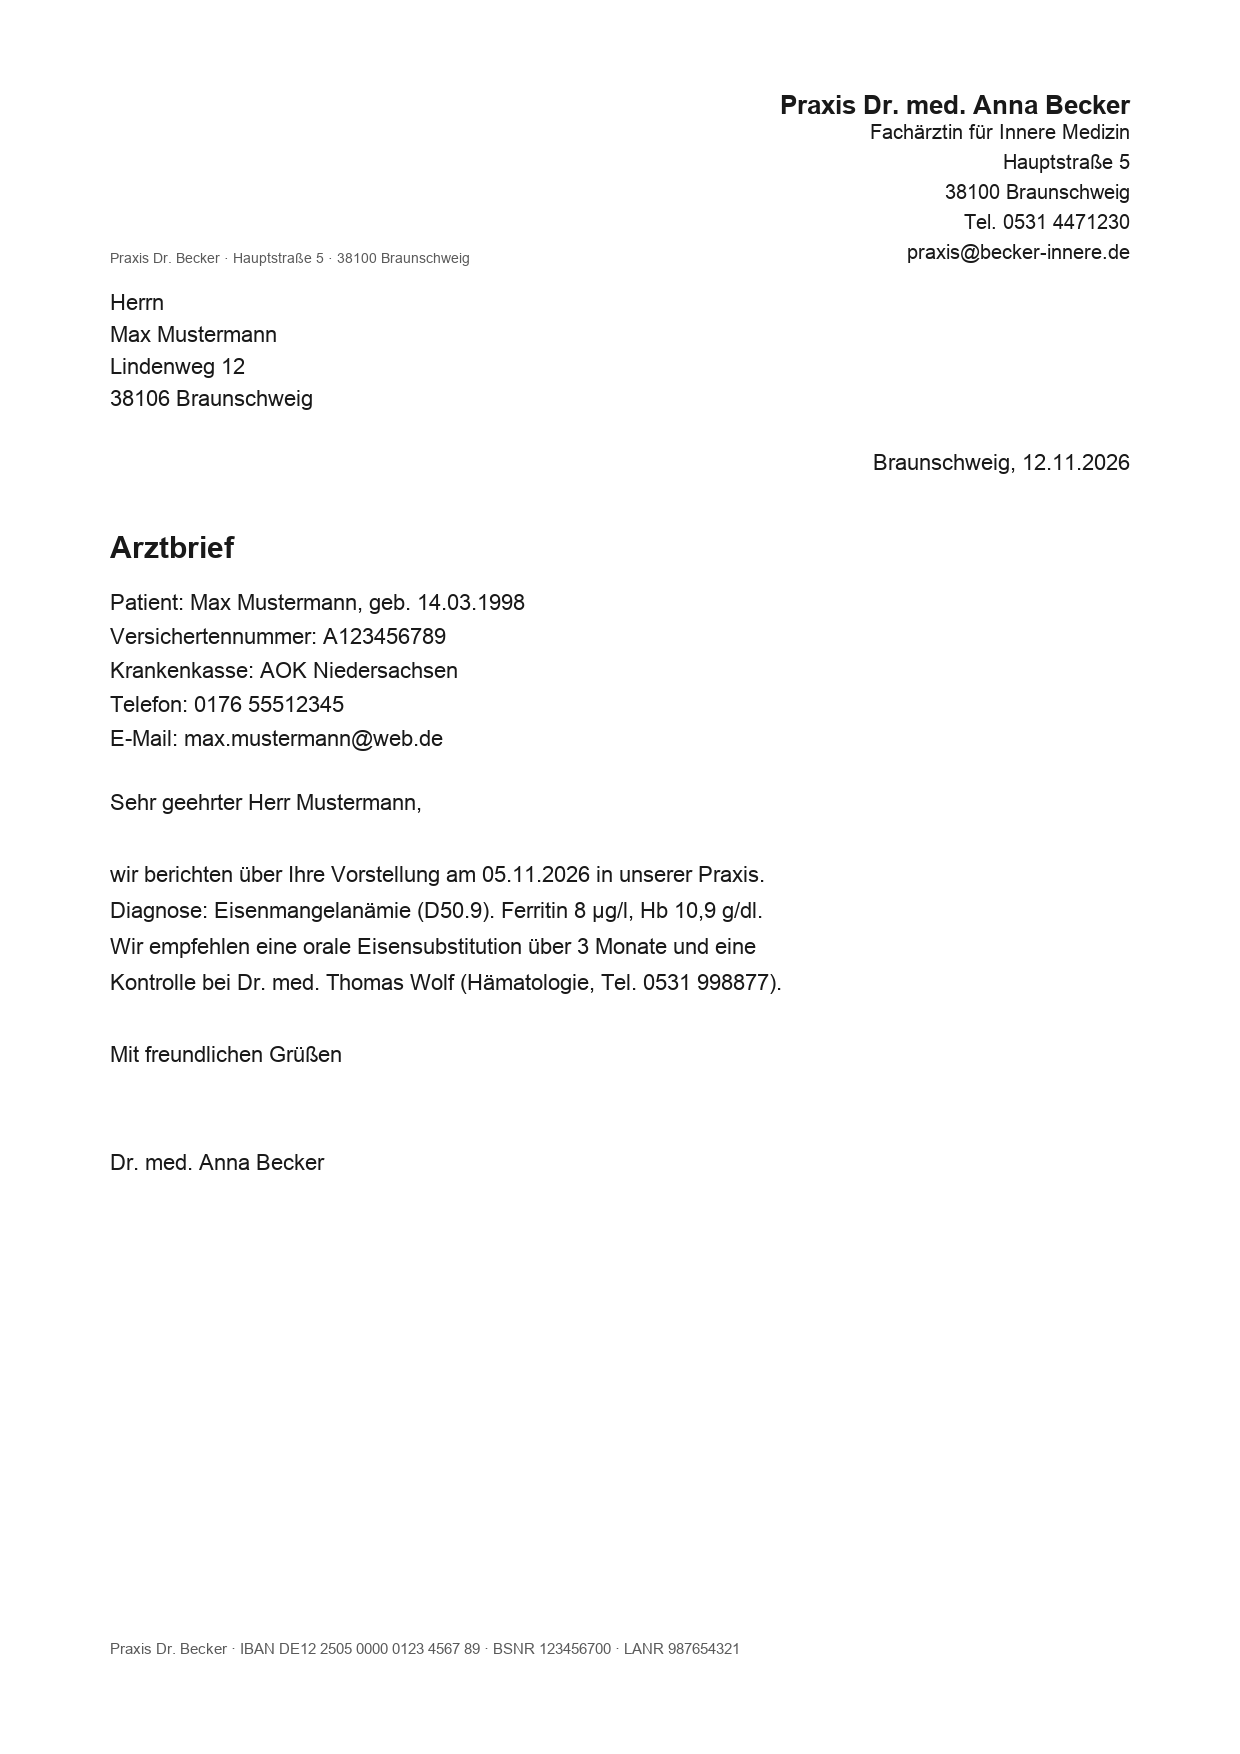 Praxis Dr. med. Anna Becker
Fachärztin für Innere Medizin
Hauptstraße 5
38100 Braunschweig
Tel. 0531 4471230
praxis@becker-innere.de
Praxis Dr. Becker · Hauptstraße 5 · 38100 Braunschweig
Herrn
Max Mustermann
Lindenweg 12
38106 Braunschweig
Braunschweig, 12.11.2026
Arztbrief
Patient: Max Mustermann, geb. 14.03.1998
Versichertennummer: A123456789
Krankenkasse: AOK Niedersachsen
Telefon: 0176 55512345
E-Mail: max.mustermann@web.de
Sehr geehrter Herr Mustermann,
wir berichten über Ihre Vorstellung am 05.11.2026 in unserer Praxis.
Diagnose: Eisenmangelanämie (D50.9). Ferritin 8 µg/l, Hb 10,9 g/dl.
Wir empfehlen eine orale Eisensubstitution über 3 Monate und eine
Kontrolle bei Dr. med. Thomas Wolf (Hämatologie, Tel. 0531 998877).
Mit freundlichen Grüßen
Dr. med. Anna Becker
Praxis Dr. Becker · IBAN DE12 2505 0000 0123 4567 89 · BSNR 123456700 · LANR 987654321